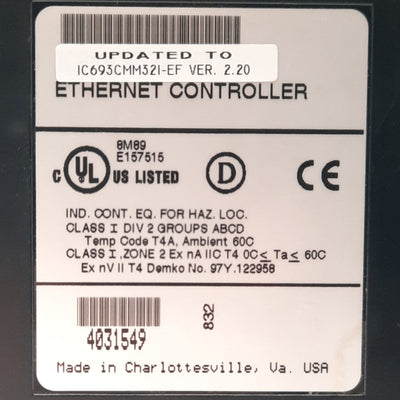 UPDATED TO
IC693CMM321-EF VER. 2.20
ETHERNET CONTROLLER
8M89
E157515
C UL US LISTED
D
CE
IND. CONT. EQ. FOR HAZ. LOC.
CLASS I DIV 2 GROUPS ABCD
Temp Code T4A, Ambient 60C
CLASS I, ZONE 2 Ex nA IIC T4 0C≤ Ta≤ 60C
Ex nV II T4 Demko No. 97Y.122958
4031549
832
Made in Charlottesville, Va. USA